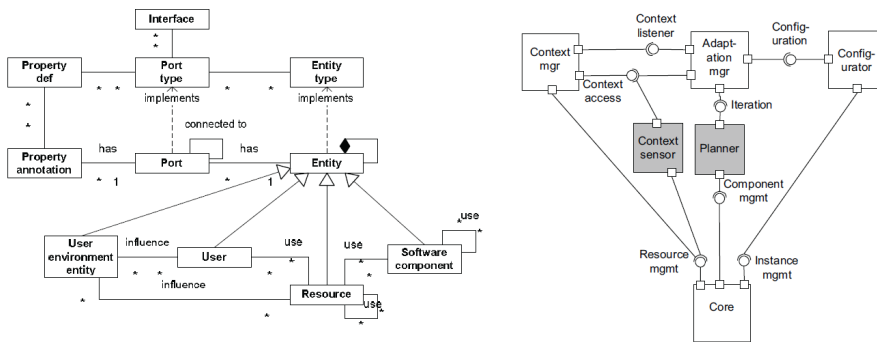 Interface
*
*
Property
def
Port
type
Entity
type
* *
* *
implements
implements
*
*
connected to
Property
annotation
has
Port
has
Entity
* 1
* 1
User
environment
entity
influence
User
use
*
use
*
Software
component
*use
*
* *
*
*
influence
*
*
Resource
use
*
*
Context
mgr
Context
listener
Adapt-
ation
mgr
Config-
uration
Config-
urator
Context
access
Iteration
Context
sensor
Planner
Component
mgmt
Resource
mgmt
Instance
mgmt
Core